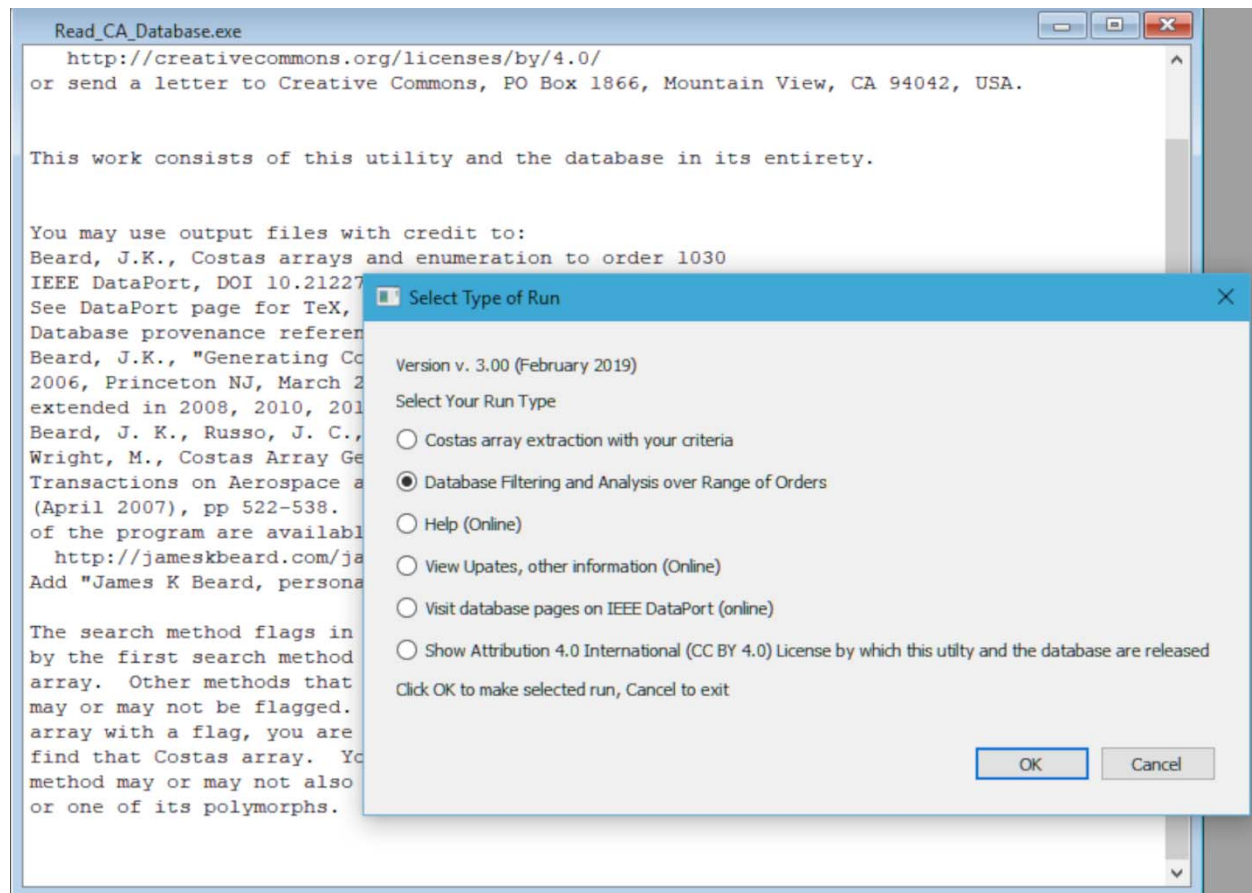 Read_CA_Database.exe
http://creativecommons.org/licenses/by/4.0/
or send a letter to Creative Commons, PO Box 1866, Mountain View, CA 94042, USA.
This work consists of this utility and the database in its entirety.
You may use output files with credit to:
Beard, J.K., Costas arrays and enumeration to order 1030
IEEE DataPort, DOI 10.21227
See DataPort page for TeX,
Database provenance referen
Beard, J.K., "Generating Co
2006, Princeton NJ, March 2
extended in 2008, 2010, 201
Beard, J. K., Russo, J. C.,
Wright, M., Costas Array Ge
Transactions on Aerospace a
(April 2007), pp 522-538.
of the program are availabl
http://jameskbeard.com/ja
Add "James K Beard, persona
The search method flags in
by the first search method
array. Other methods that
may or may not be flagged.
array with a flag, you are
find that Costas array. Yo
method may or may not also
or one of its polymorphs.
Select Type of Run
Version v. 3.00 (February 2019)
Select Your Run Type
Costas array extraction with your criteria
Database Filtering and Analysis over Range of Orders
Help (Online)
View Upates, other information (Online)
Visit database pages on IEEE DataPort (online)
Show Attribution 4.0 International (CC BY 4.0) License by which this utilty and the database are released
Click OK to make selected run, Cancel to exit
OK
Cancel